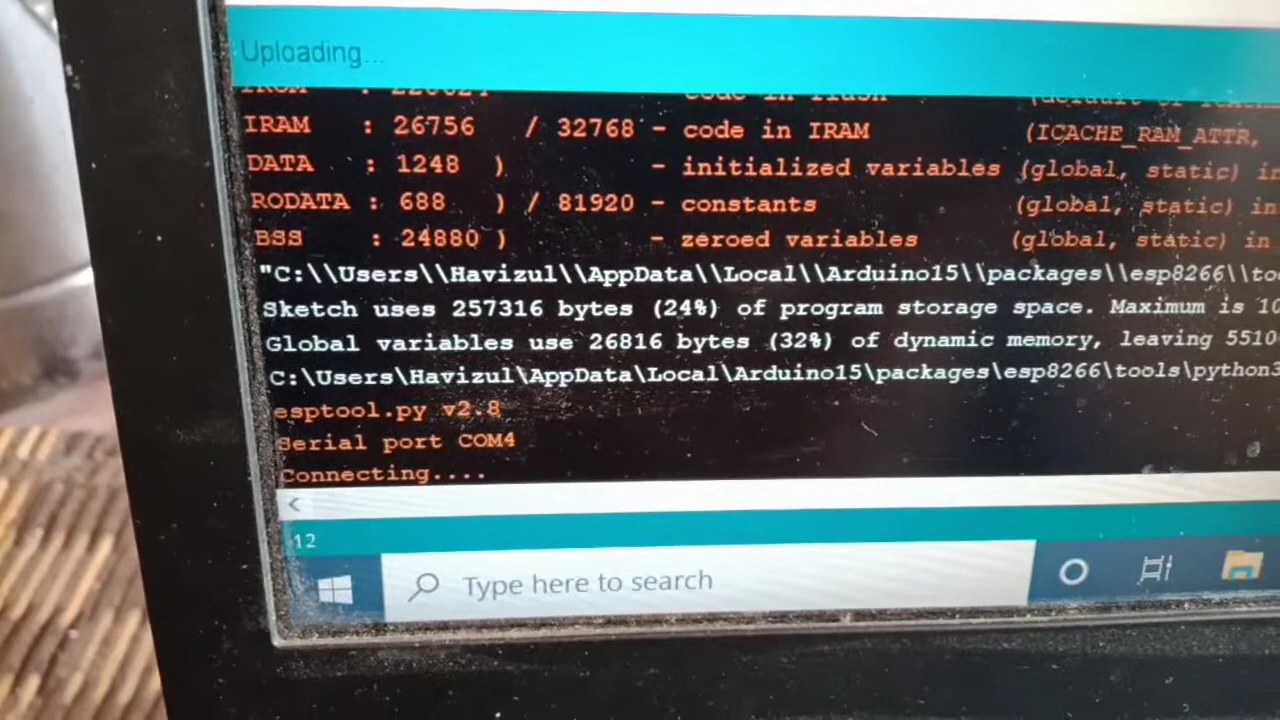 Uploading...
IRAM : 26756 / 32768 - code in IRAM (ICACHE_RAM_ATTR,
DATA : 1248 ) - initialized variables (global, static) in
RODATA : 688 ) / 81920 - constants (global, static) in
BSS : 24880 ) - zeroed variables (global, static) in
"C:\\Users\\Havizul\\AppData\\Local\\Arduino15\\packages\\esp8266\\too
Sketch uses 257316 bytes (24%) of program storage space. Maximum is 10
Global variables use 26816 bytes (32%) of dynamic memory, leaving 5510
C:\Users\Havizul\AppData\Local\Arduino15\packages\esp8266\tools\python3
esptool.py v2.8
Serial port COM4
Connecting....
12
Type here to search